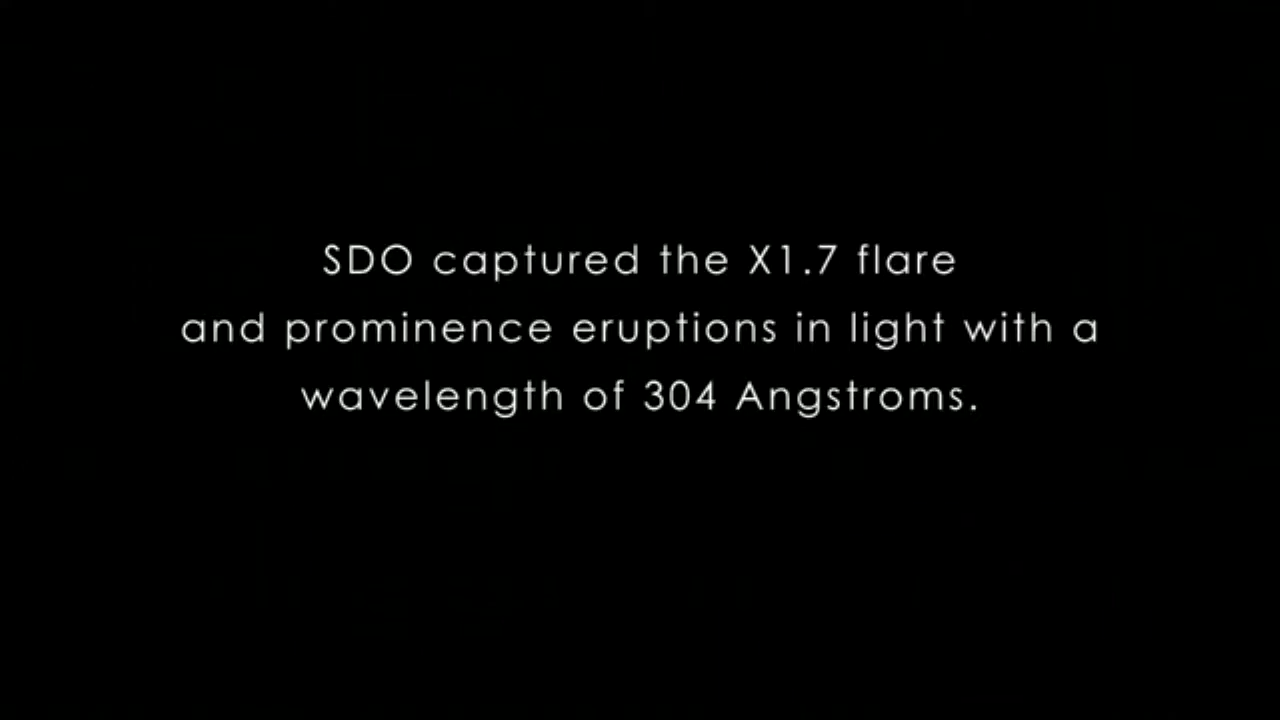 SDO captured the X1.7 flare
and prominence eruptions in light with a
wavelength of 304 Angstroms.